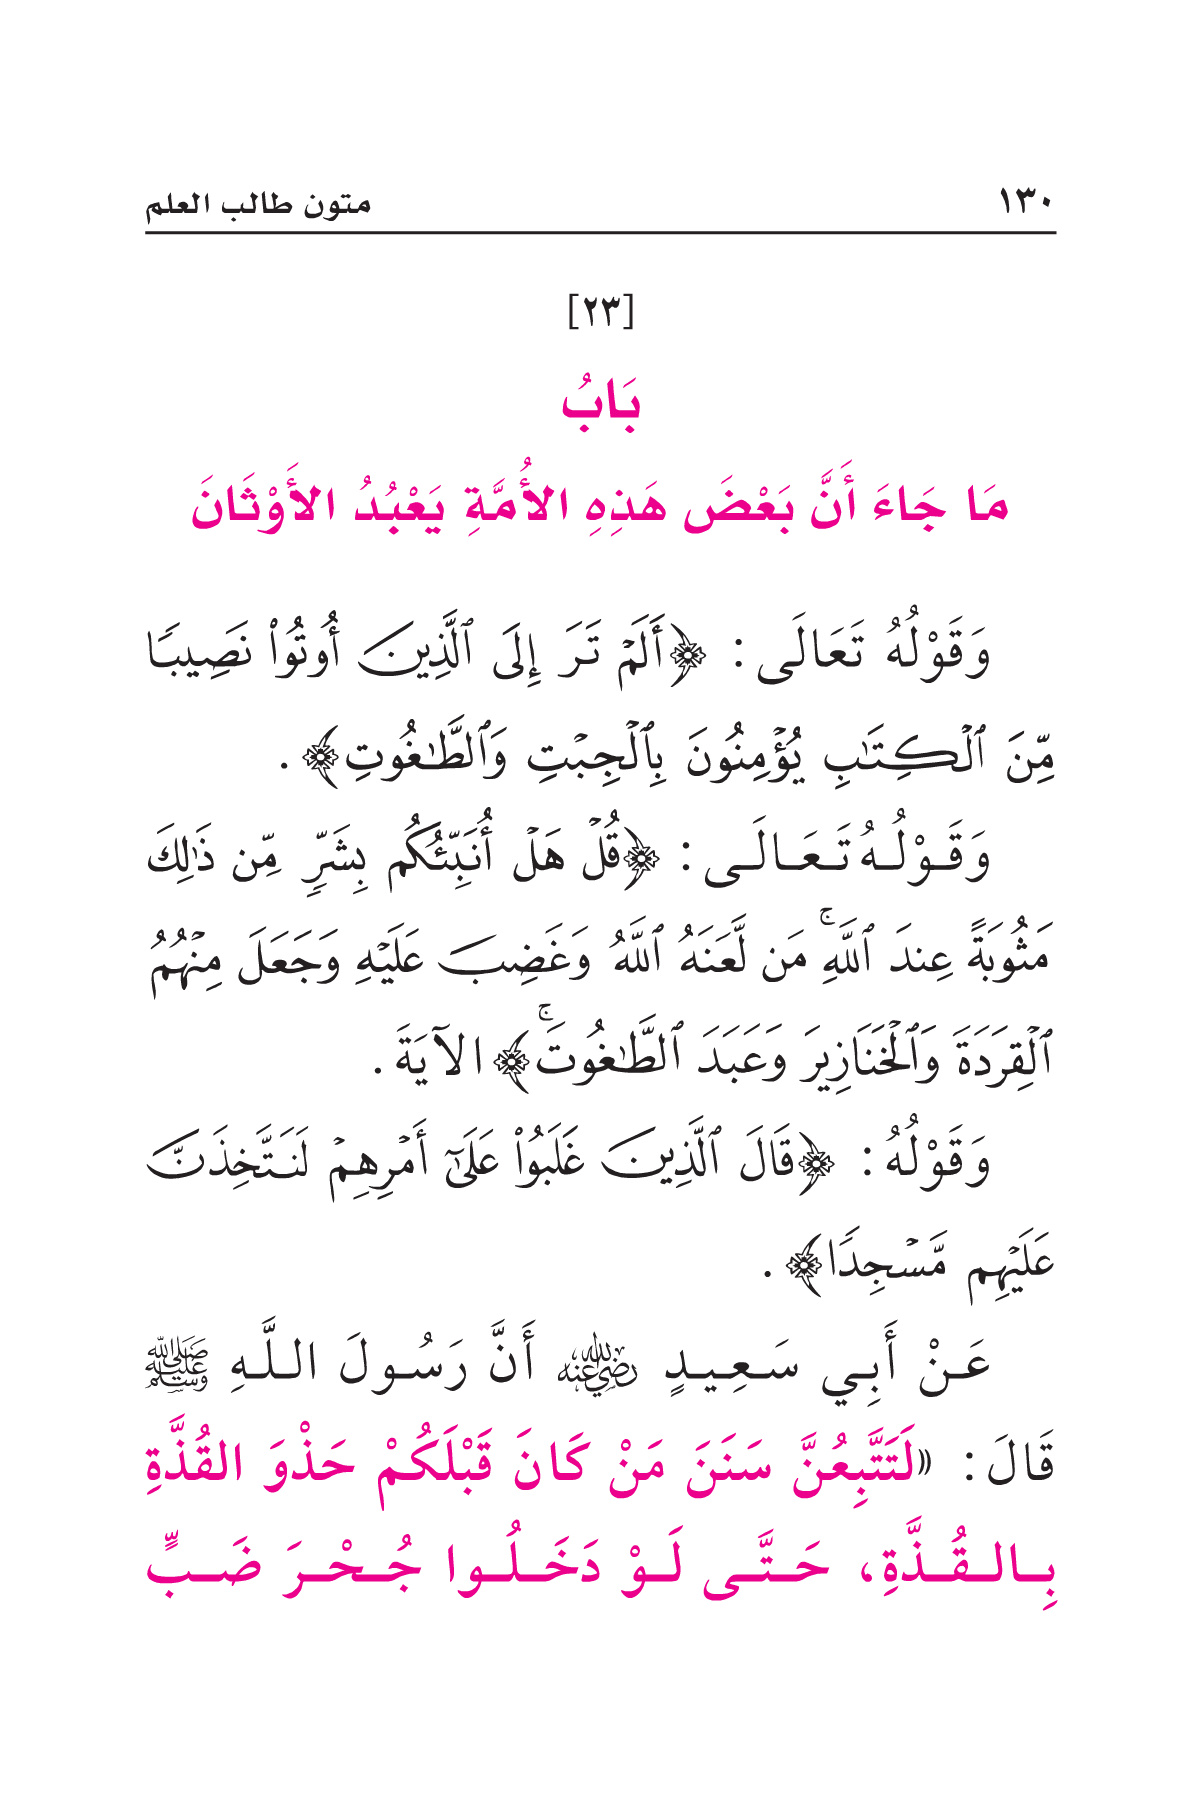 ١٣٠ متون طالب العلم
[٢٣]
بَابُ
مَا جَاءَ أَنَّ بَعْضَ هَذِهِ الأُمَّةِ يَعْبُدُ الأَوْثَانَ
وَقَوْلُهُ تَعَالَى: ﴿أَلَمۡ تَرَ إِلَى ٱلَّذِينَ أُوتُواْ نَصِيبٗا
مِّنَ ٱلۡكِتَٰبِ يُؤۡمِنُونَ بِٱلۡجِبۡتِ وَٱلطَّٰغُوتِ﴾.
وَقَوْلُهُ تَعَالَى: ﴿قُلۡ هَلۡ أُنَبِّئُكُم بِشَرّٖ مِّن ذَٰلِكَ
مَثُوبَةً عِندَ ٱللَّهِۚ مَن لَّعَنَهُ ٱللَّهُ وَغَضِبَ عَلَيۡهِ وَجَعَلَ مِنۡهُمُ
ٱلۡقِرَدَةَ وَٱلۡخَنَازِيرَ وَعَبَدَ ٱلطَّٰغُوتَۚ﴾ الآيَةَ.
وَقَوْلُهُ: ﴿قَالَ ٱلَّذِينَ غَلَبُواْ عَلَىٰٓ أَمۡرِهِمۡ لَنَتَّخِذَنَّ
عَلَيۡهِم مَّسۡجِدٗا﴾.
عَنْ أَبِي سَعِيدٍ رضي الله عنه أَنَّ رَسُولَ اللَّهِ ﷺ
قَالَ: «لَتَتَّبِعُنَّ سَنَنَ مَنْ كَانَ قَبْلَكُمْ حَذْوَ القُذَّةِ
بِالقُذَّةِ، حَتَّى لَوْ دَخَلُوا جُحْرَ ضَبٍّ